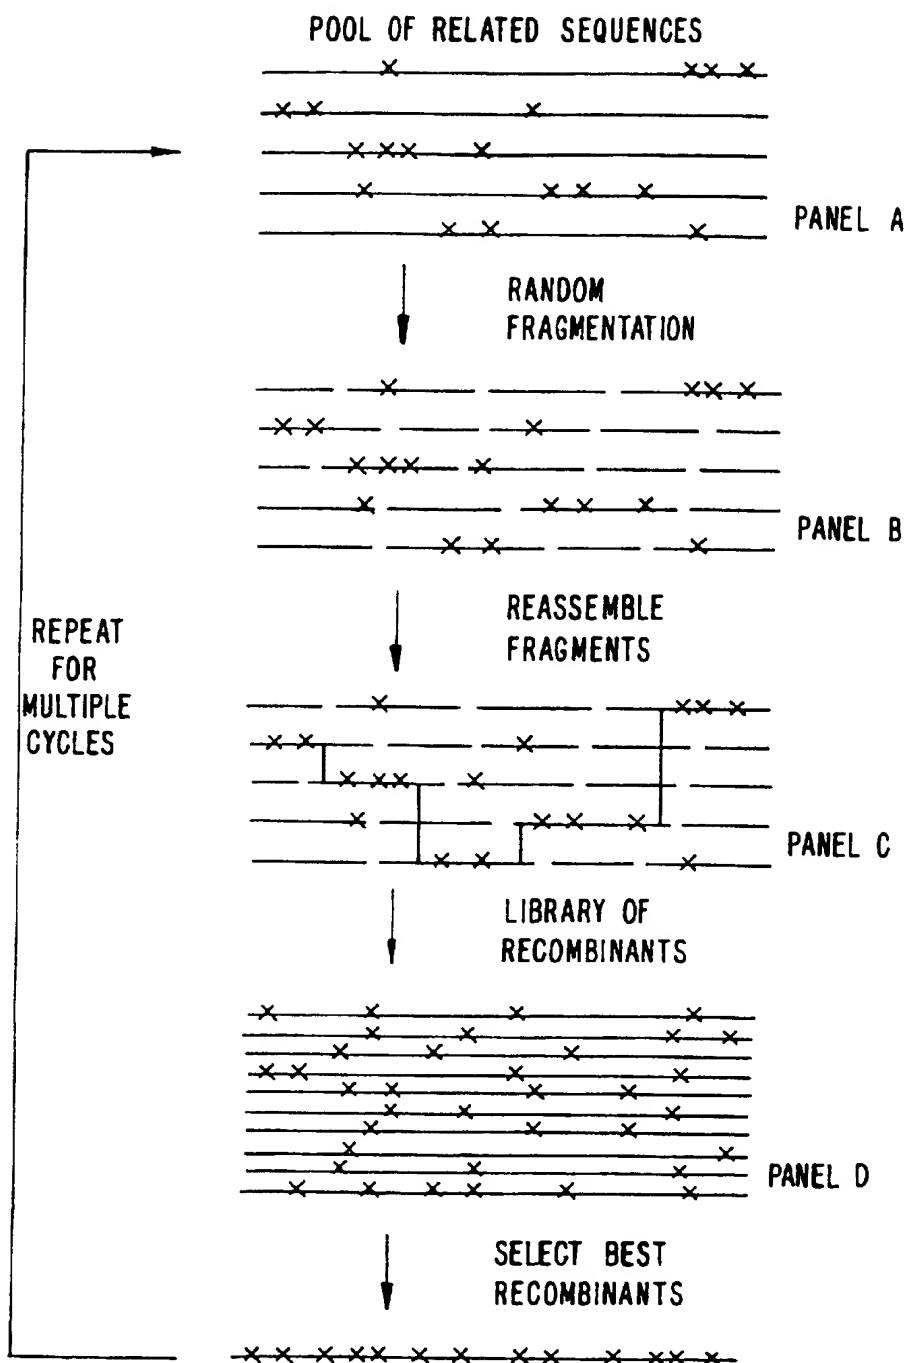 POOL OF RELATED SEQUENCES
PANEL A
RANDOM
FRAGMENTATION
PANEL B
REASSEMBLE
FRAGMENTS
REPEAT
FOR
MULTIPLE
CYCLES
PANEL C
LIBRARY OF
RECOMBINANTS
PANEL D
SELECT BEST
RECOMBINANTS